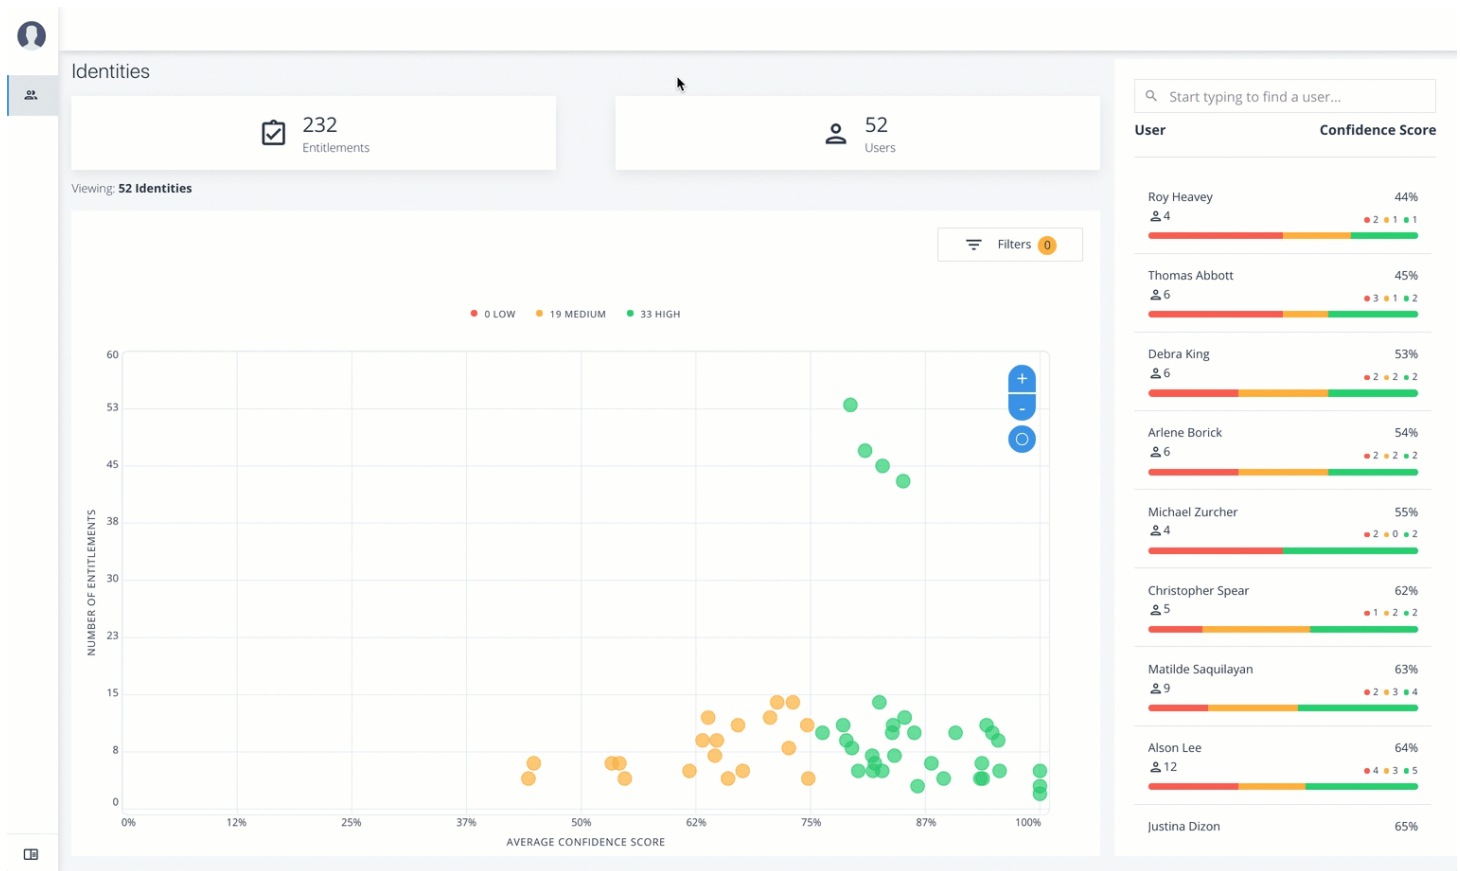 Identities
232
Entitlements
52
Users
Viewing: 52 Identities
Filters 0
0 LOW 19 MEDIUM 33 HIGH
60
53
45
38
30
23
15
8
0
NUMBER OF ENTITLEMENTS
+
-
0% 12% 25% 37% 50% 62% 75% 87% 100%
AVERAGE CONFIDENCE SCORE
Start typing to find a user...
User Confidence Score
Roy Heavey 44%
4 2 1 1
Thomas Abbott 45%
6 3 1 2
Debra King 53%
6 2 2 2
Arlene Borick 54%
6 2 2 2
Michael Zurcher 55%
4 2 0 2
Christopher Spear 62%
5 1 2 2
Matilde Saquilayan 63%
9 2 3 4
Alson Lee 64%
12 4 3 5
Justina Dizon 65%